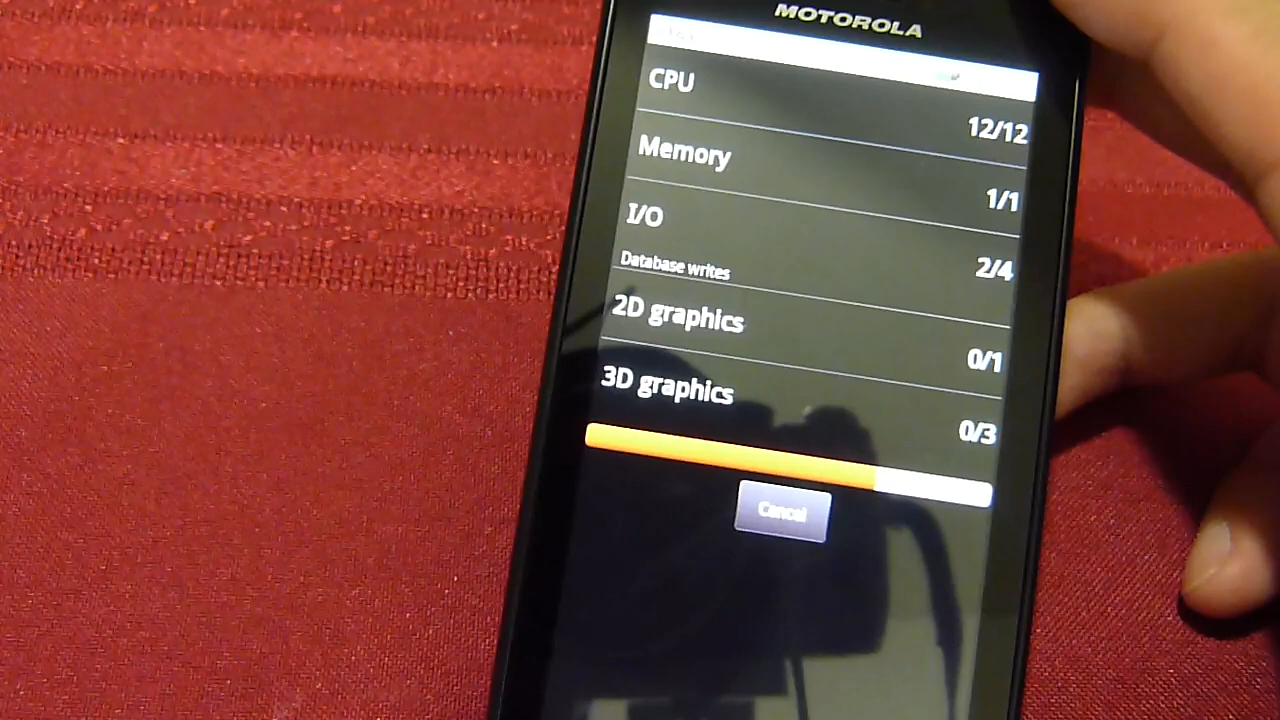 MOTOROLA
CPU
12/12
Memory
1/1
I/O
2/4
Database writes
2D graphics
0/1
3D graphics
0/3
Cancel